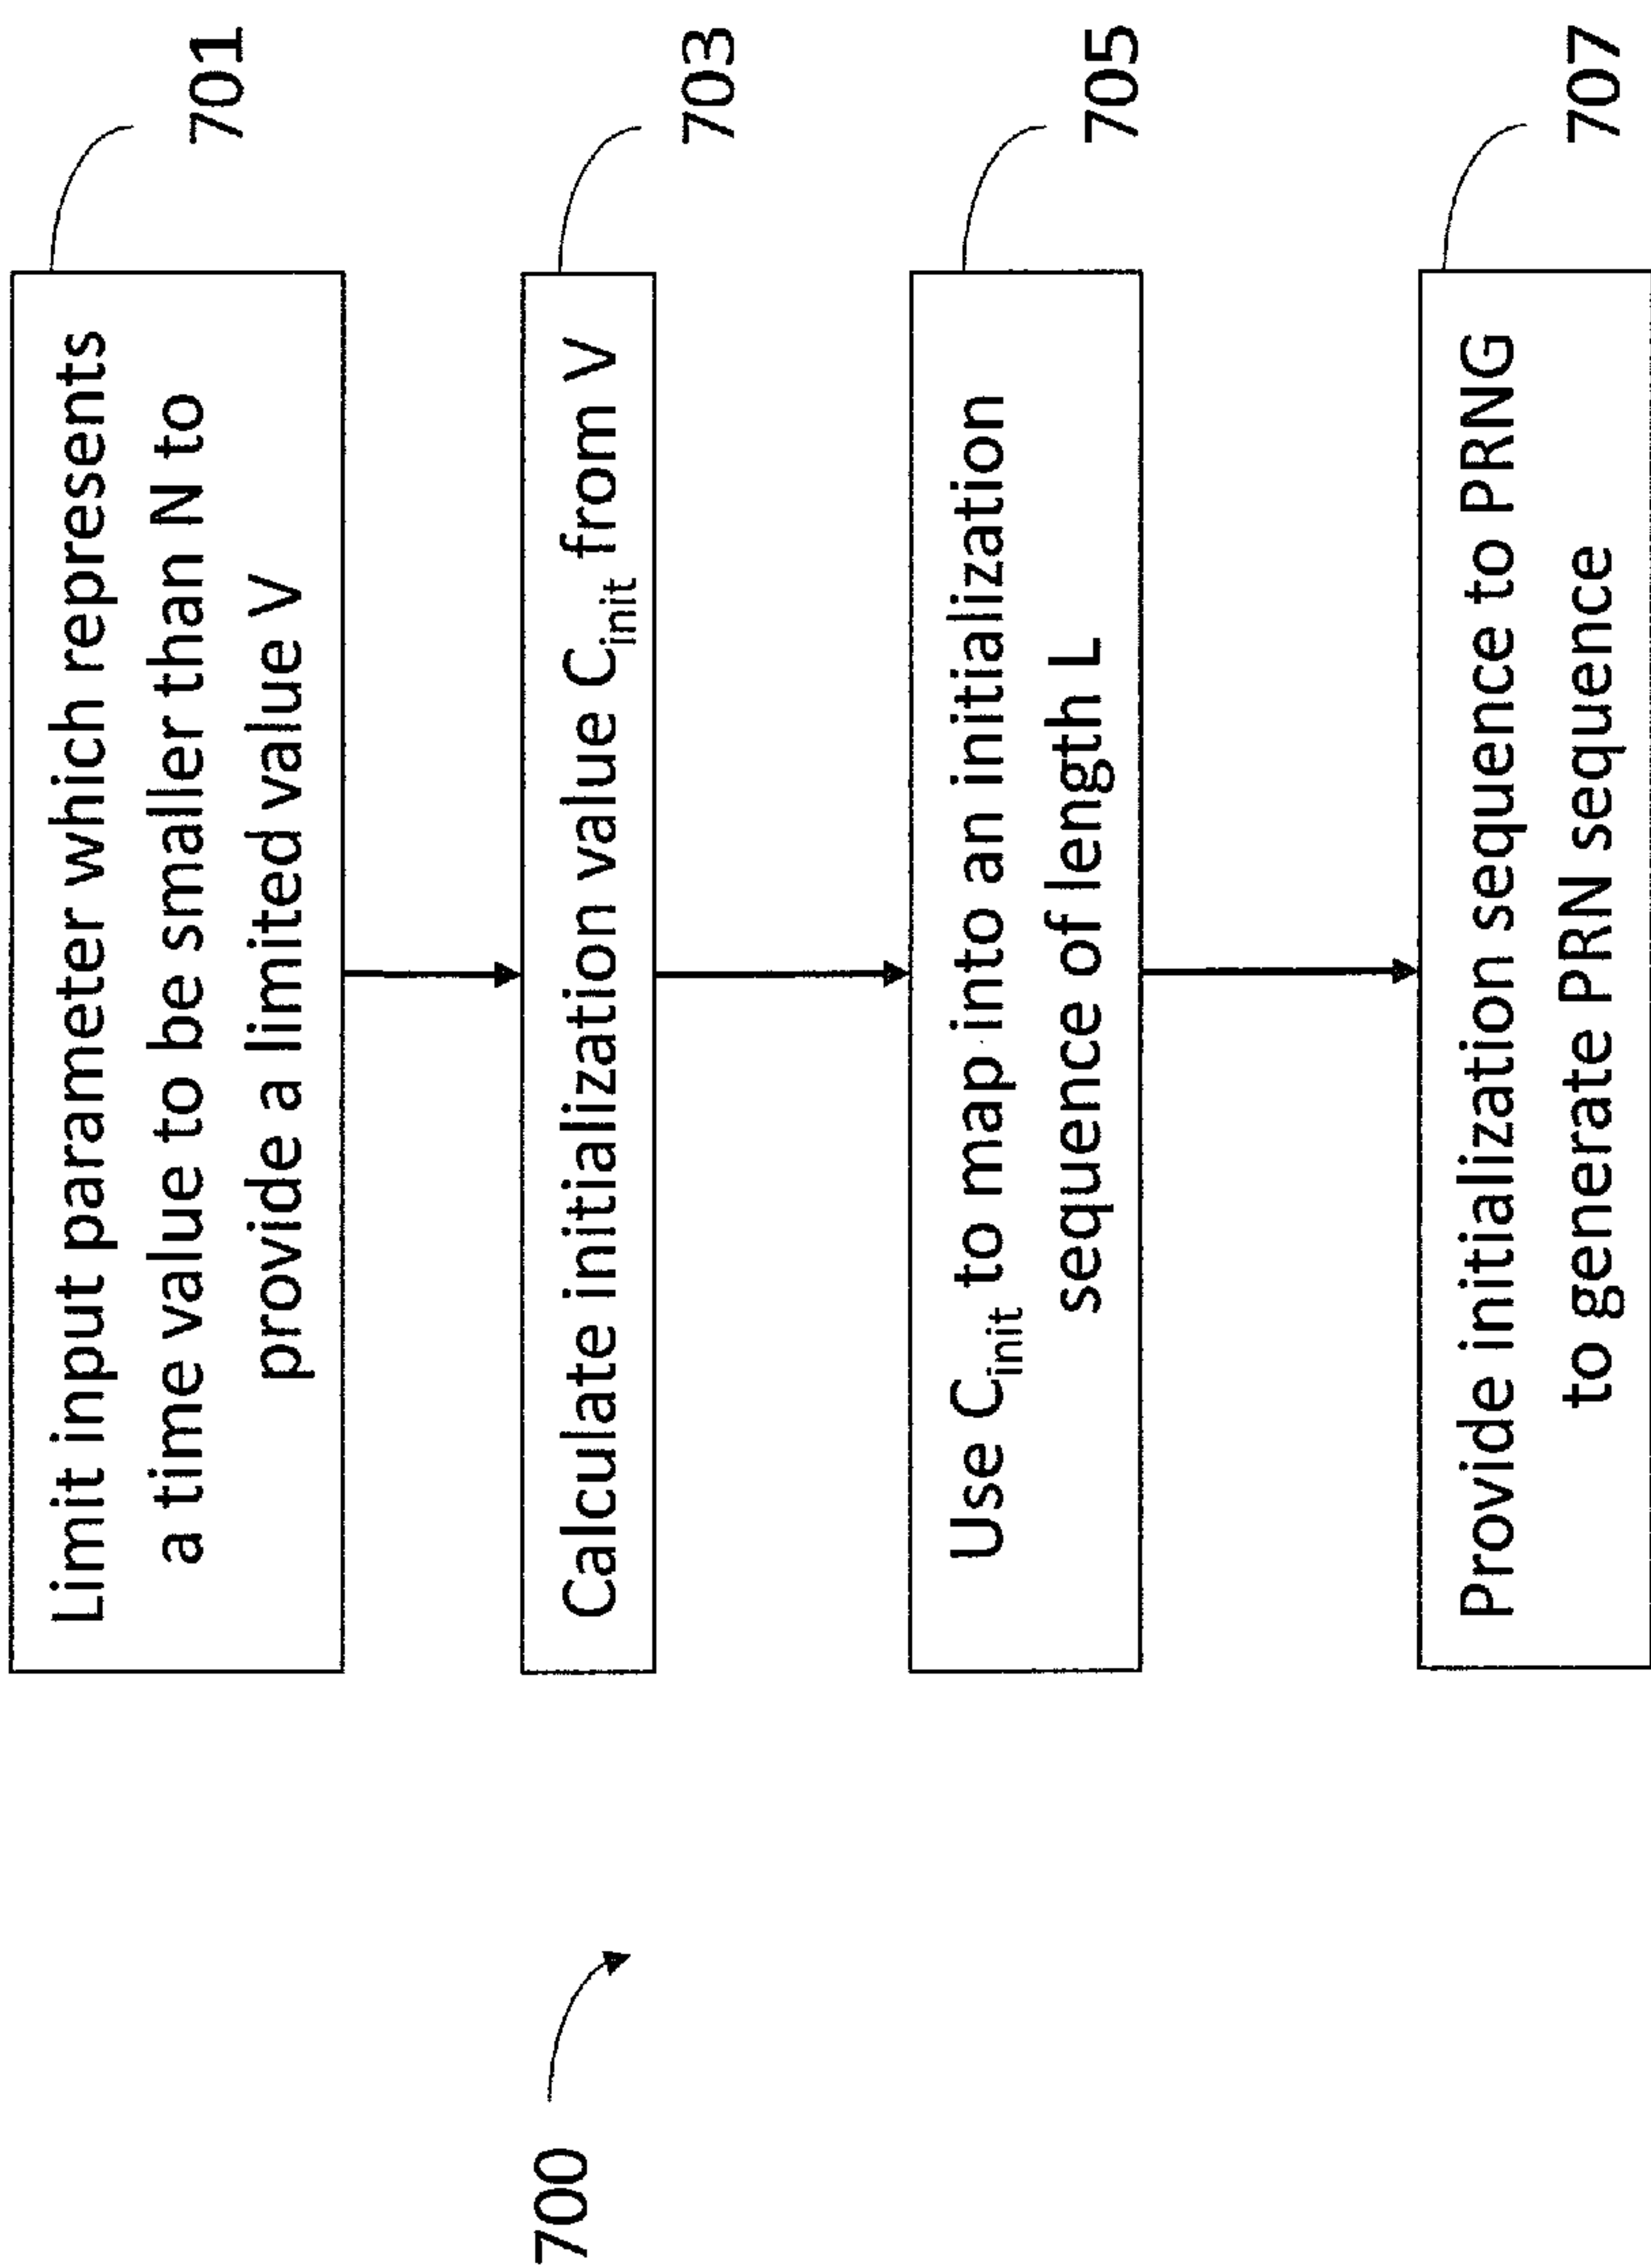 700
Limit input parameter which represents
a time value to be smaller than N to
provide a limited value V
701
Calculate initialization value C_init from V
703
Use C_init to map into an initialization
sequence of length L
705
Provide initialization sequence to PRNG
to generate PRN sequence
707